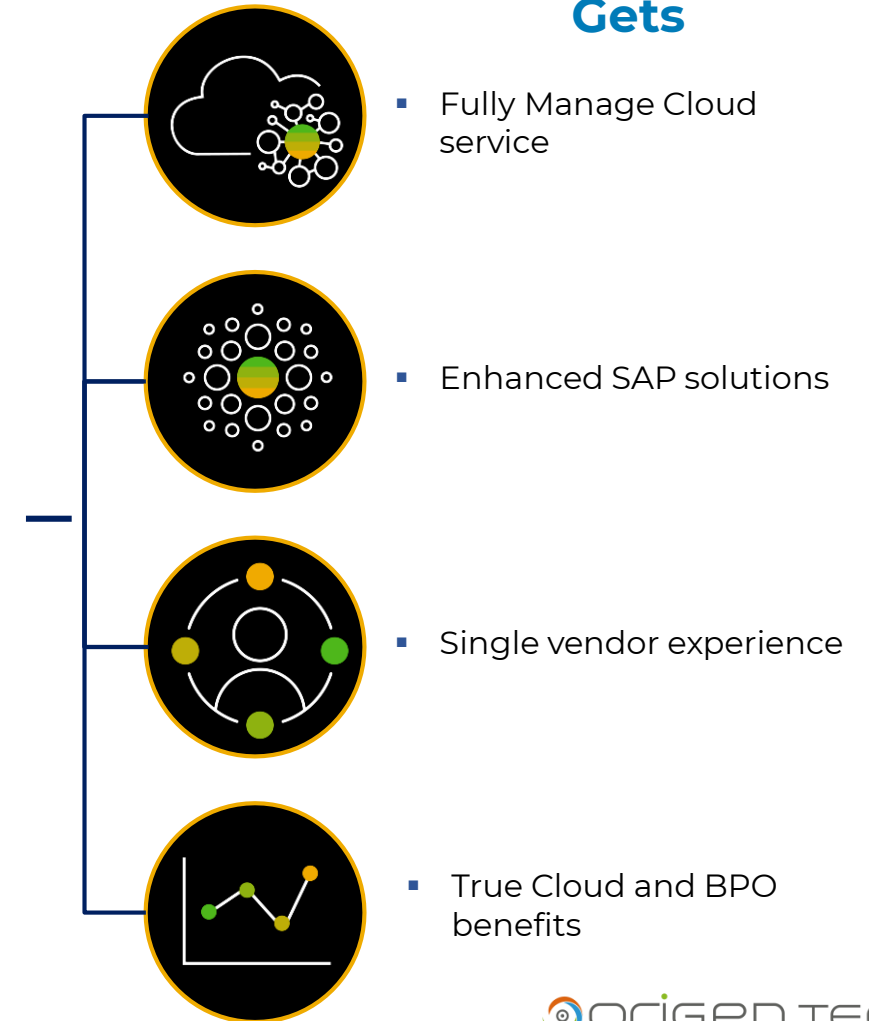 Gets
▪ Fully Manage Cloud
service
▪ Enhanced SAP solutions
▪ Single vendor experience
▪ True Cloud and BPO
benefits